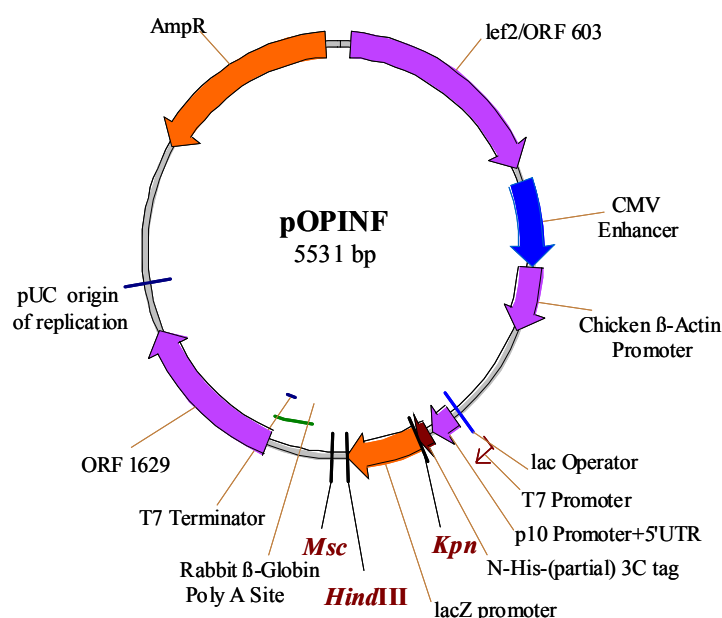 AmpR
lef2/ORF 603
pOPINF
5531 bp
CMV
Enhancer
pUC origin
of replication
Chicken ß-Actin
Promoter
ORF 1629
lac Operator
T7 Promoter
T7 Terminator
p10 Promoter+5'UTR
Msc
Kpn
N-His-(partial) 3C tag
Rabbit ß-Globin
Poly A Site
HindIII
lacZ promoter